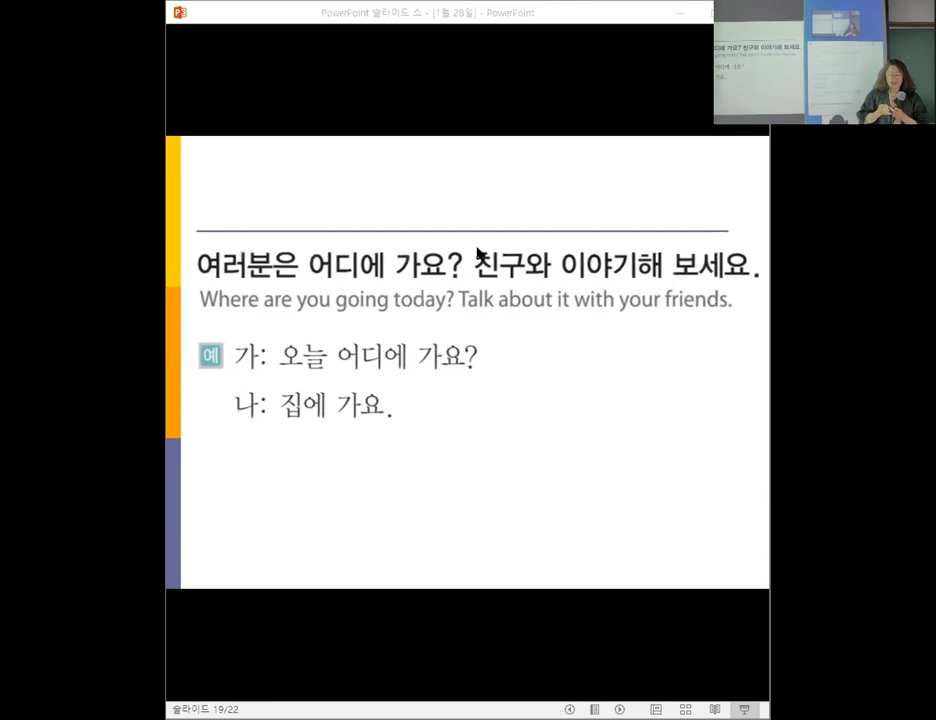 PowerPoint 슬라이드 쇼 - [1월 28일] - PowerPoint
여러분은 어디에 가요? 친구와 이야기해 보세요.
Where are you going today? Talk about it with your friends.
예 가: 오늘 어디에 가요?
나: 집에 가요.
슬라이드 19/22